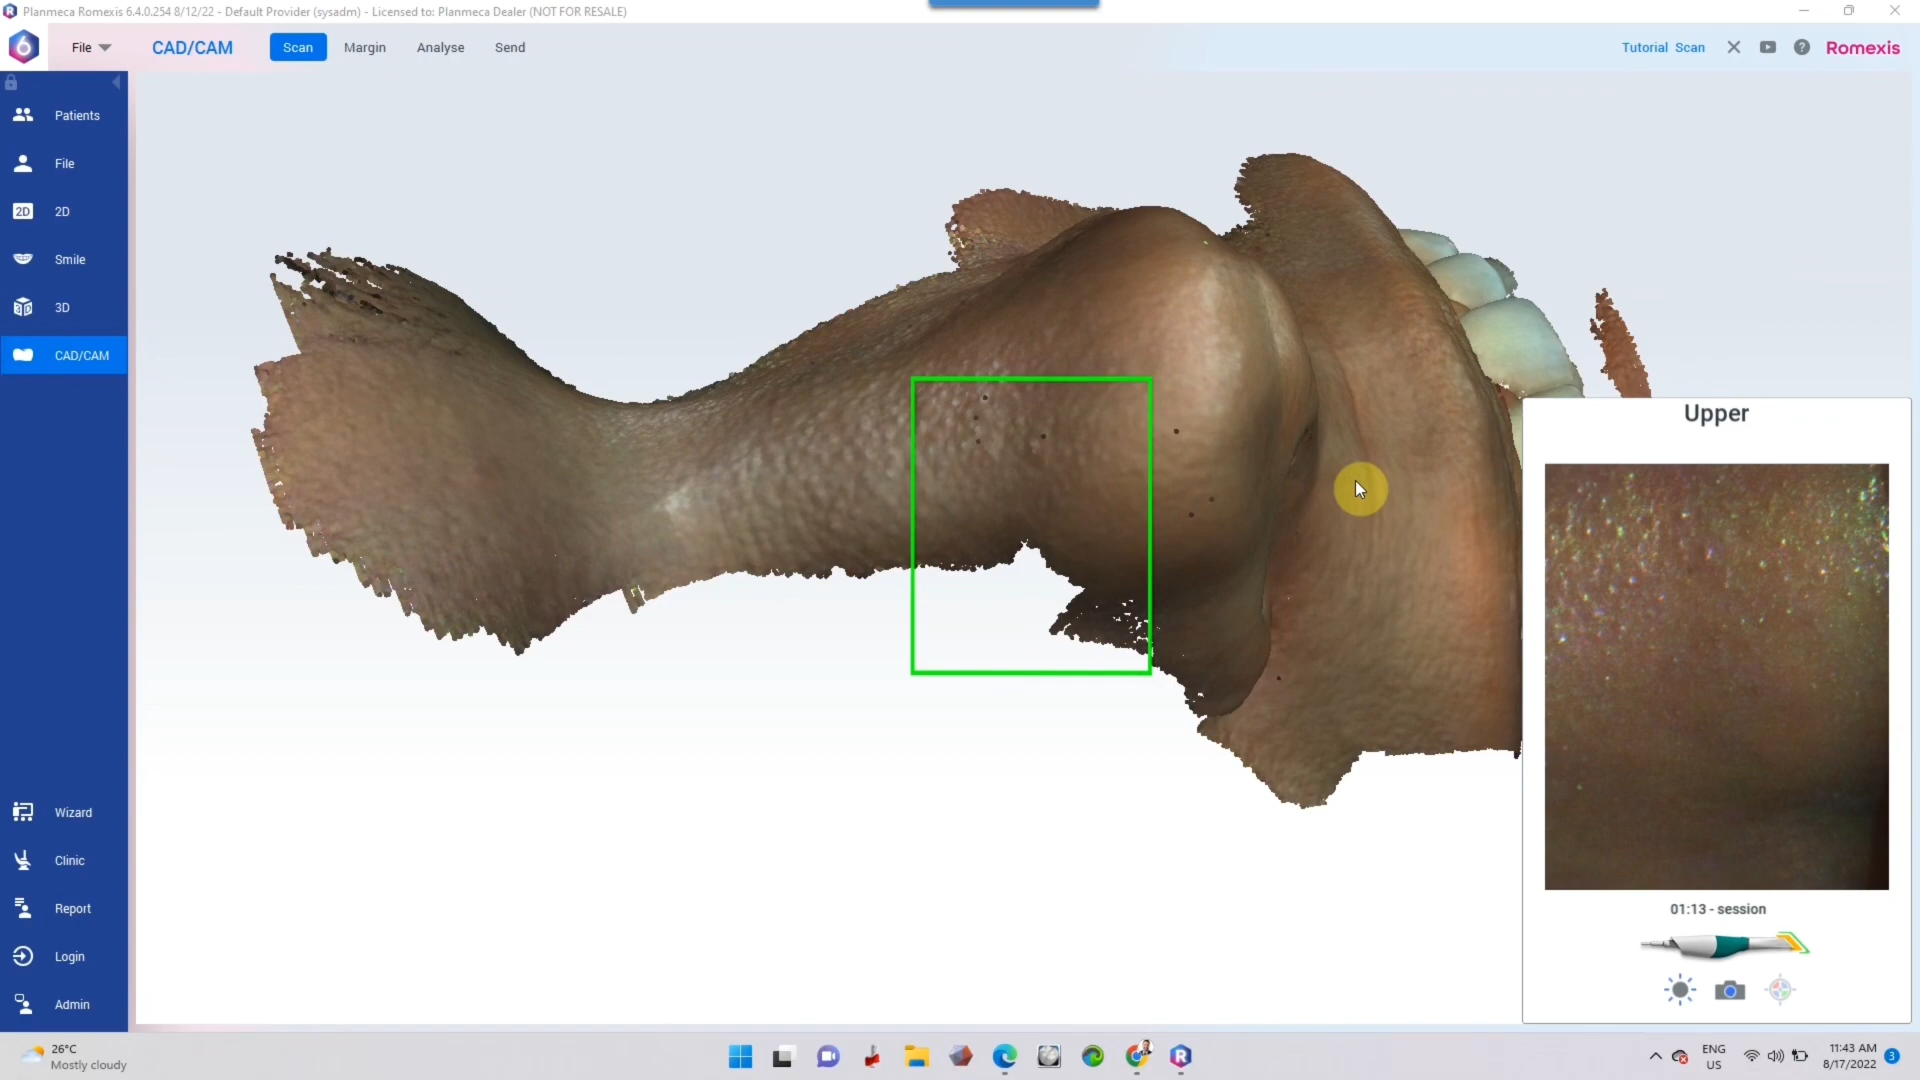 Planmeca Romexis 6.4.0.254 8/12/22 - Default Provider (sysadm) - Licensed to: Planmeca Dealer (NOT FOR RESALE)
6 File CAD/CAM Scan Margin Analyse Send Tutorial Scan Romexis
Patients
File
2D 2D
Smile
3D 3D
CAD/CAM
Upper
Wizard
Clinic
Report
01:13 - session
Login
Admin
26°C
Mostly cloudy
R
ENG
US
11:43 AM
8/17/2022
3